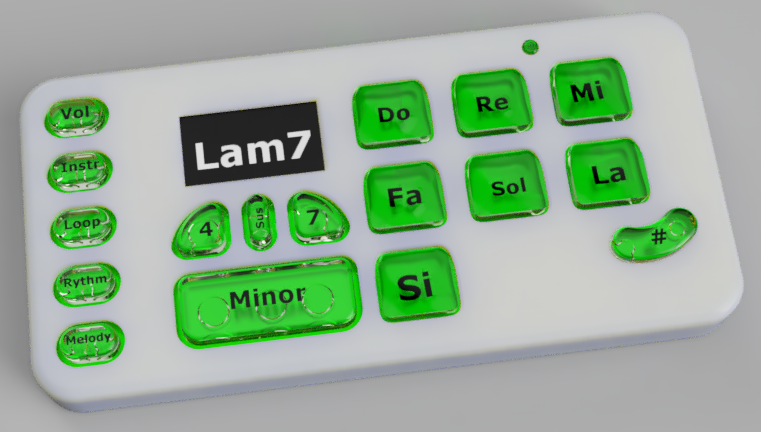 Vol
Instr
Loop
Rythm
Melody
Lam7
4
Sus
7
Minor
Do
Re
Mi
Fa
Sol
La
Si
#